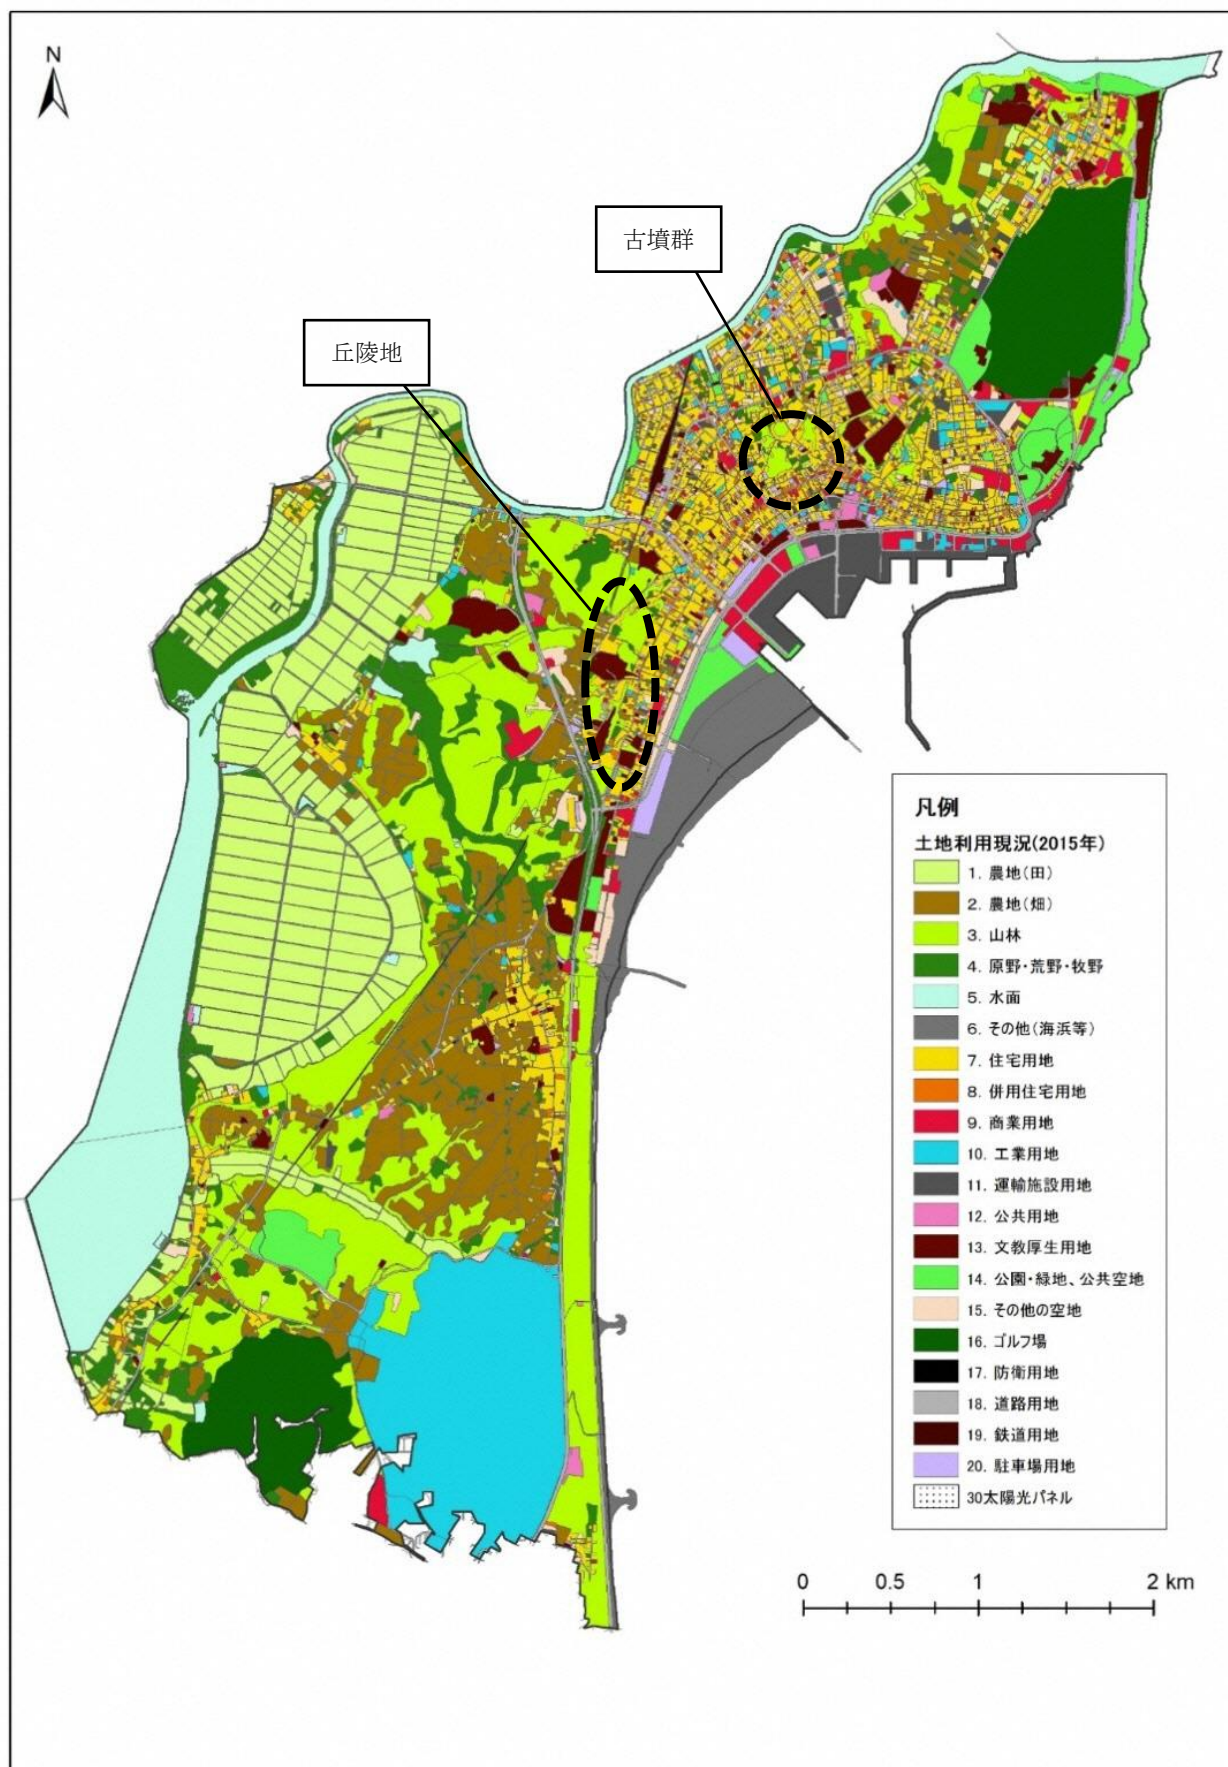 N
古墳群
丘陵地
凡例
土地利用現況(2015年)
1. 農地(田)
2. 農地(畑)
3. 山林
4. 原野・荒野・牧野
5. 水面
6. その他(海浜等)
7. 住宅用地
8. 併用住宅用地
9. 商業用地
10. 工業用地
11. 運輸施設用地
12. 公共用地
13. 文教厚生用地
14. 公園・緑地、公共空地
15. その他の空地
16. ゴルフ場
17. 防衛用地
18. 道路用地
19. 鉄道用地
20. 駐車場用地
30太陽光パネル
0 0.5 1 2 km